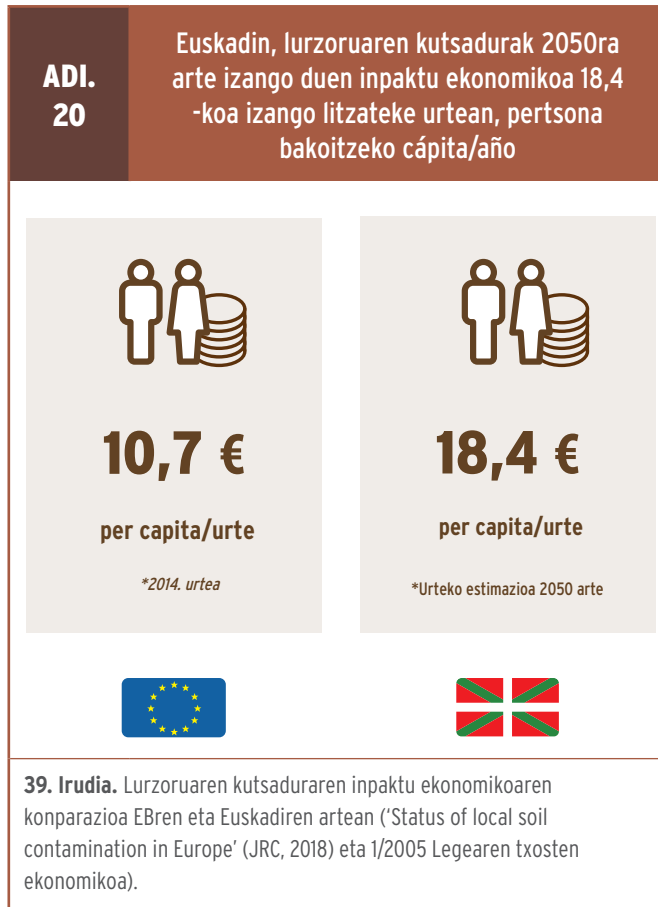 ADI.
20
Euskadin, lurzoruaren kutsadurak 2050ra
arte izango duen inpaktu ekonomikoa 18,4
-koa izango litzateke urtean, pertsona
bakoitzeko cápita/año
10,7 €
per capita/urte
*2014. urtea
18,4 €
per capita/urte
*Urteko estimazioa 2050 arte
39. Irudia. Lurzoruaren kutsaduraren inpaktu ekonomikoaren
konparazioa EBren eta Euskadiren artean (‘Status of local soil
contamination in Europe’ (JRC, 2018) eta 1/2005 Legearen txosten
ekonomikoa).